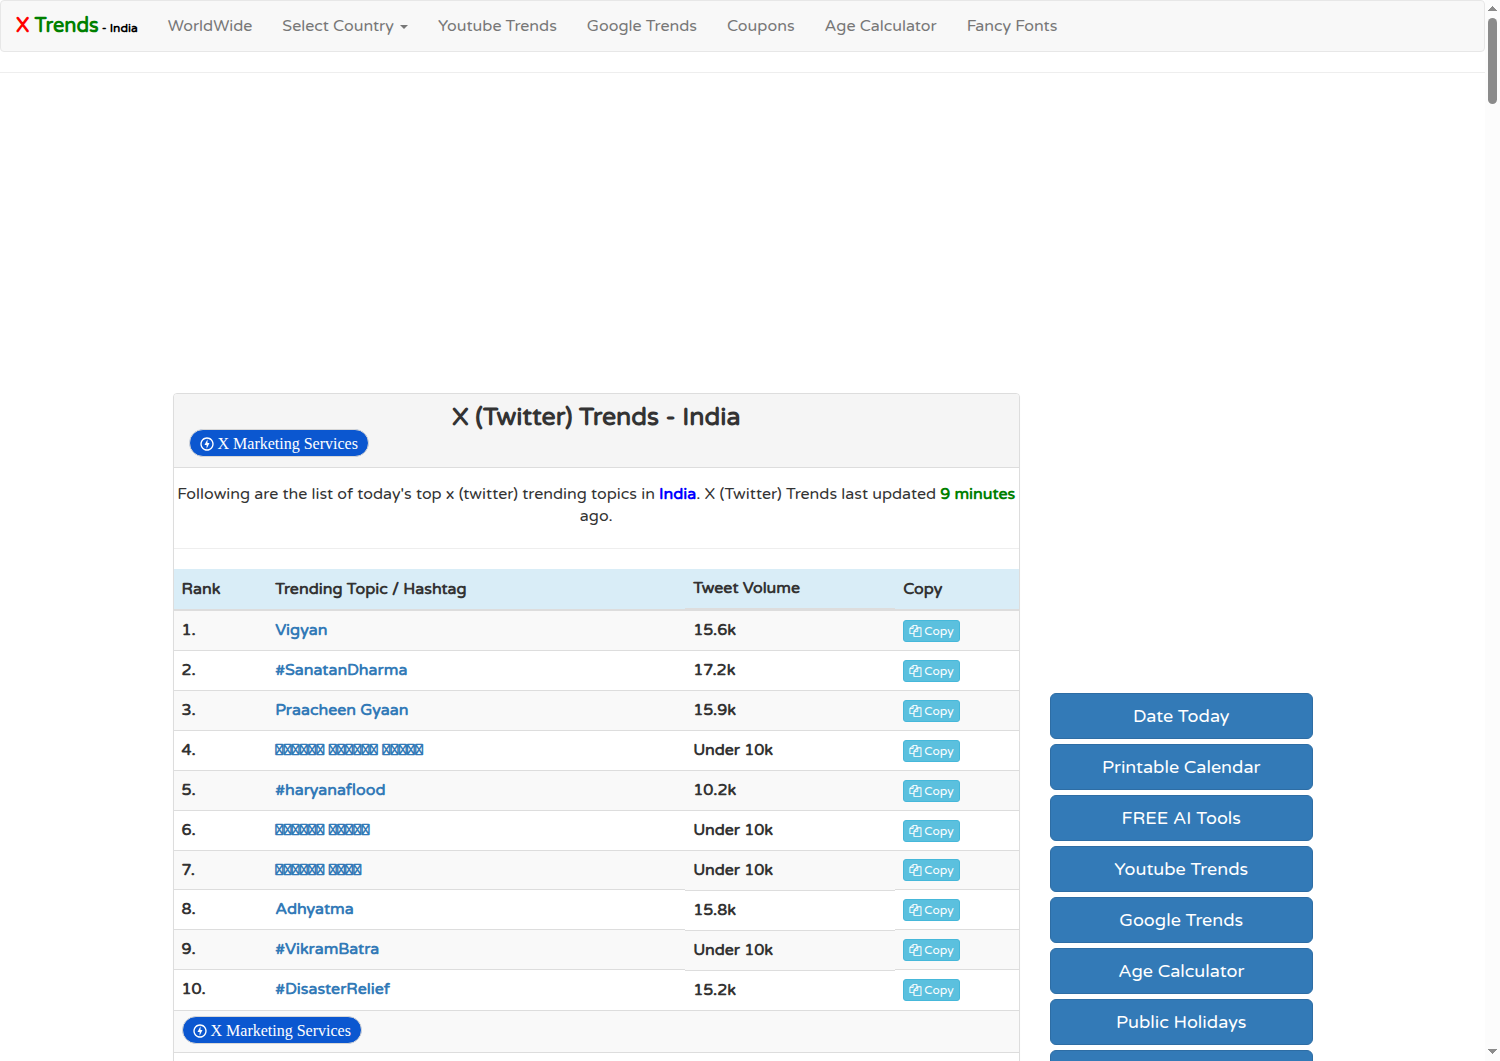 X Trends - India WorldWide Select Country Youtube Trends Google Trends Coupons Age Calculator Fancy Fonts
X (Twitter) Trends - India
X Marketing Services
Following are the list of today's top x (twitter) trending topics in India. X (Twitter) Trends last updated 9 minutes
ago.
Rank Trending Topic / Hashtag Tweet Volume Copy
1. Vigyan 15.6k Copy
2. #SanatanDharma 17.2k Copy
3. Praacheen Gyaan 15.9k Copy
4. Under 10k Copy
5. #haryanaflood 10.2k Copy
6. Under 10k Copy
7. Under 10k Copy
8. Adhyatma 15.8k Copy
9. #VikramBatra Under 10k Copy
10. #DisasterRelief 15.2k Copy
X Marketing Services
Date Today
Printable Calendar
FREE AI Tools
Youtube Trends
Google Trends
Age Calculator
Public Holidays